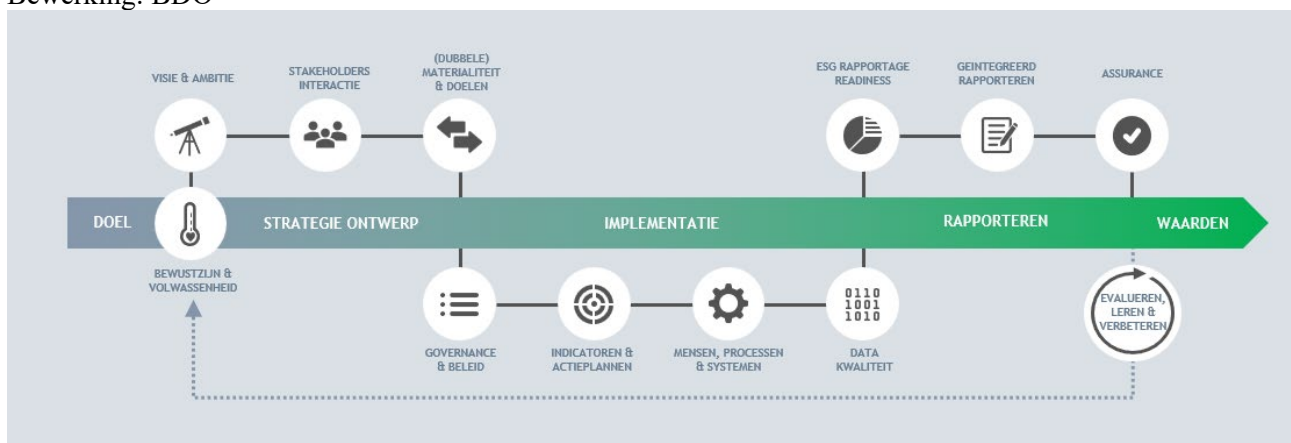 Bewerking: BDO
VISIE & AMBITIE
STAKEHOLDERS
INTERACTIE
(DUBBELE)
MATERIALITEIT
& DOELEN
ESG RAPPORTAGE
READINESS
GEINTEGREERD
RAPPORTEREN
ASSURANCE
DOEL
STRATEGIE ONTWERP
IMPLEMENTATIE
RAPPORTEREN
WAARDEN
BEWUSTZIJN &
VOLWASSENHEID
GOVERNANCE
& BELEID
INDICATOREN &
ACTIEPLANNEN
MENSEN, PROCESSEN
& SYSTEMEN
0110
1001
1010
DATA
KWALITEIT
EVALUEREN,
LEREN &
VERBETEREN